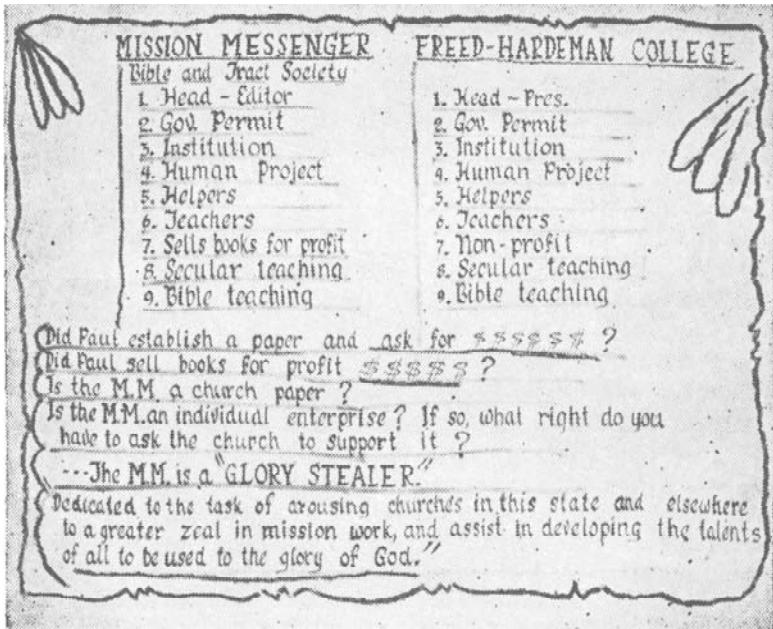 MISSION MESSENGER
Bible and Tract Society
1. Head - Editor
2. Gov. Permit
3. Institution
4. Human Project
5. Helpers
6. Teachers
7. Sells books for profit
8. Secular teaching
9. Bible teaching
FREED-HARDEMAN COLLEGE
1. Head - Pres.
2. Gov. Permit
3. Institution
4. Human Project
5. Helpers
6. Teachers
7. Non-profit
8. Secular teaching
9. Bible teaching
Did Paul establish a paper and ask for $$$$$$ ?
Did Paul sell books for profit $$$$$ ?
Is the M.M. a church paper ?
Is the M.M. an individual enterprise ? If so, what right do you
have to ask the church to support it ?
---The M.M. is a "GLORY STEALER."
Dedicated to the task of arousing churches in this state and elsewhere
to a greater zeal in mission work, and assist in developing the talents
of all to be used to the glory of God."